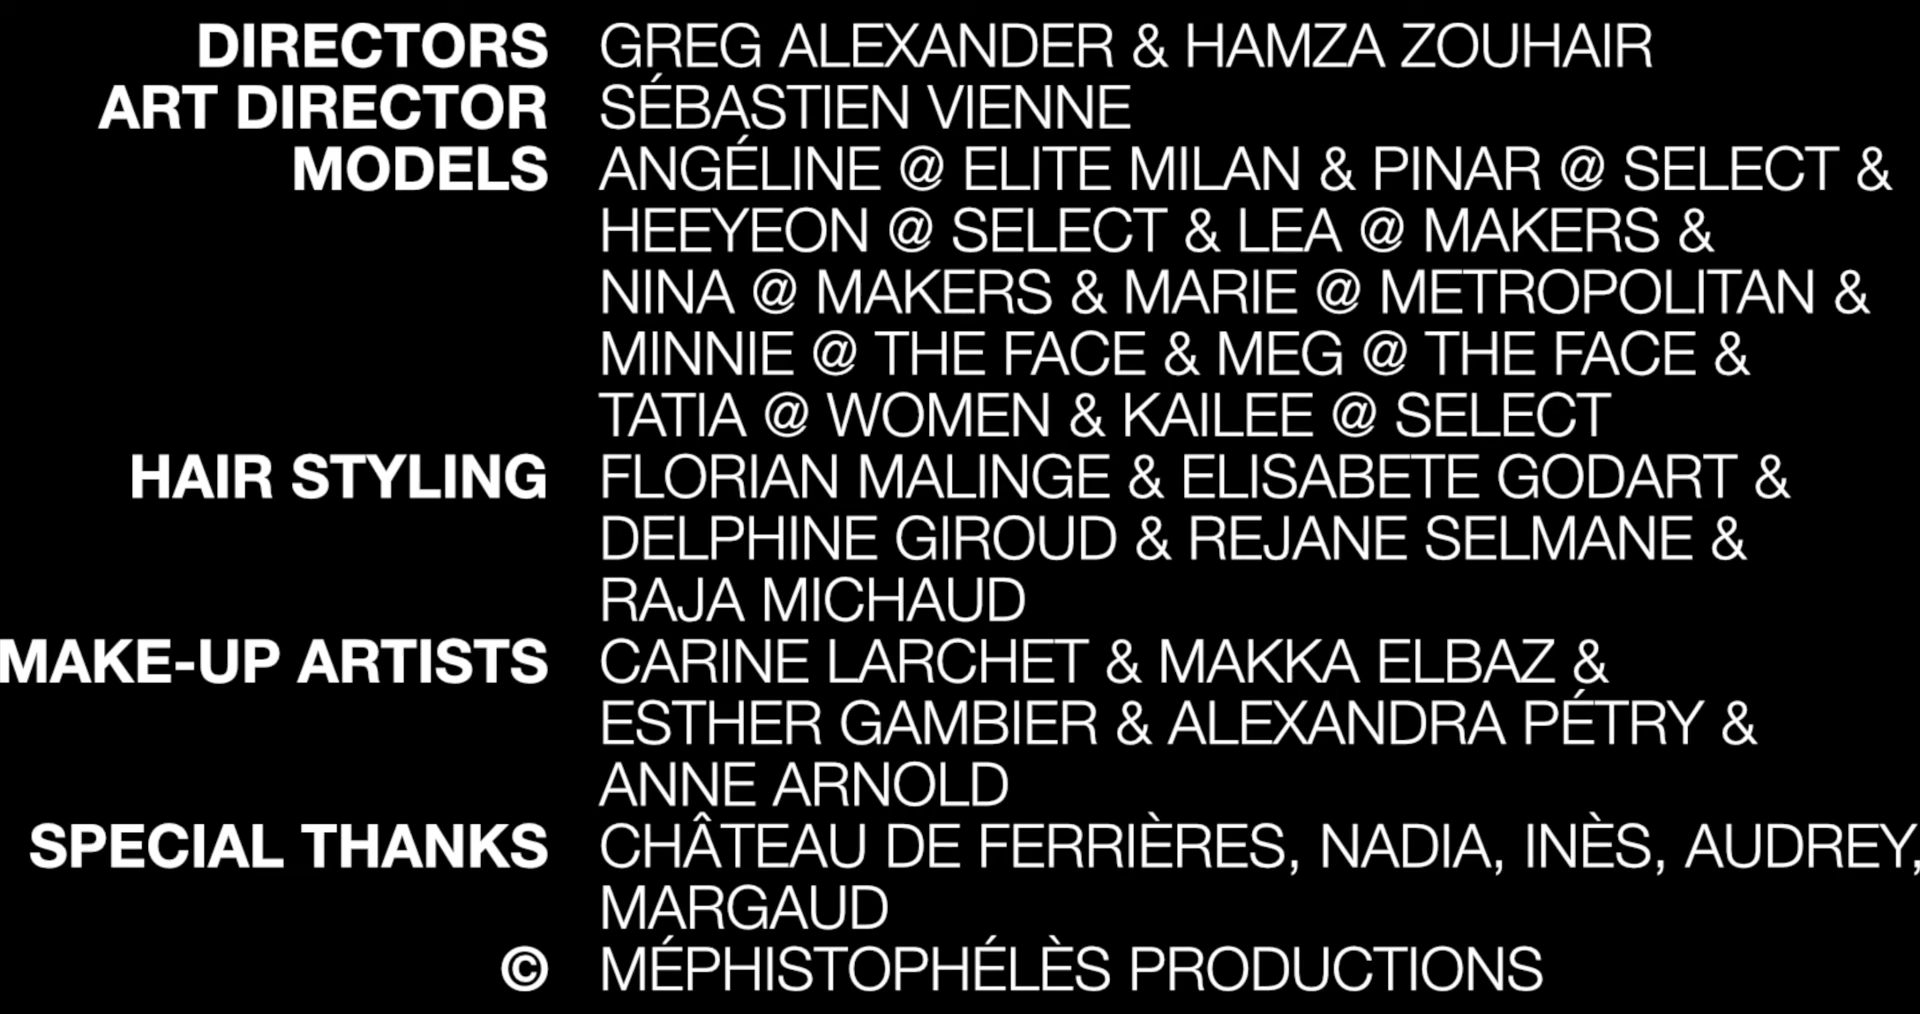 DIRECTORS GREG ALEXANDER & HAMZA ZOUHAIR
ART DIRECTOR SÉBASTIEN VIENNE
MODELS ANGÉLINE @ ELITE MILAN & PINAR @ SELECT &
HEEYEON @ SELECT & LEA @ MAKERS &
NINA @ MAKERS & MARIE @ METROPOLITAN &
MINNIE @ THE FACE & MEG @ THE FACE &
TATIA @ WOMEN & KAILEE @ SELECT
HAIR STYLING FLORIAN MALINGE & ELISABETE GODART &
DELPHINE GIROUD & REJANE SELMANE &
RAJA MICHAUD
MAKE-UP ARTISTS CARINE LARCHET & MAKKA ELBAZ &
ESTHER GAMBIER & ALEXANDRA PÉTRY &
ANNE ARNOLD
SPECIAL THANKS CHÂTEAU DE FERRIÈRES, NADIA, INÈS, AUDREY,
MARGAUD
© MÉPHISTOPHÉLÈS PRODUCTIONS